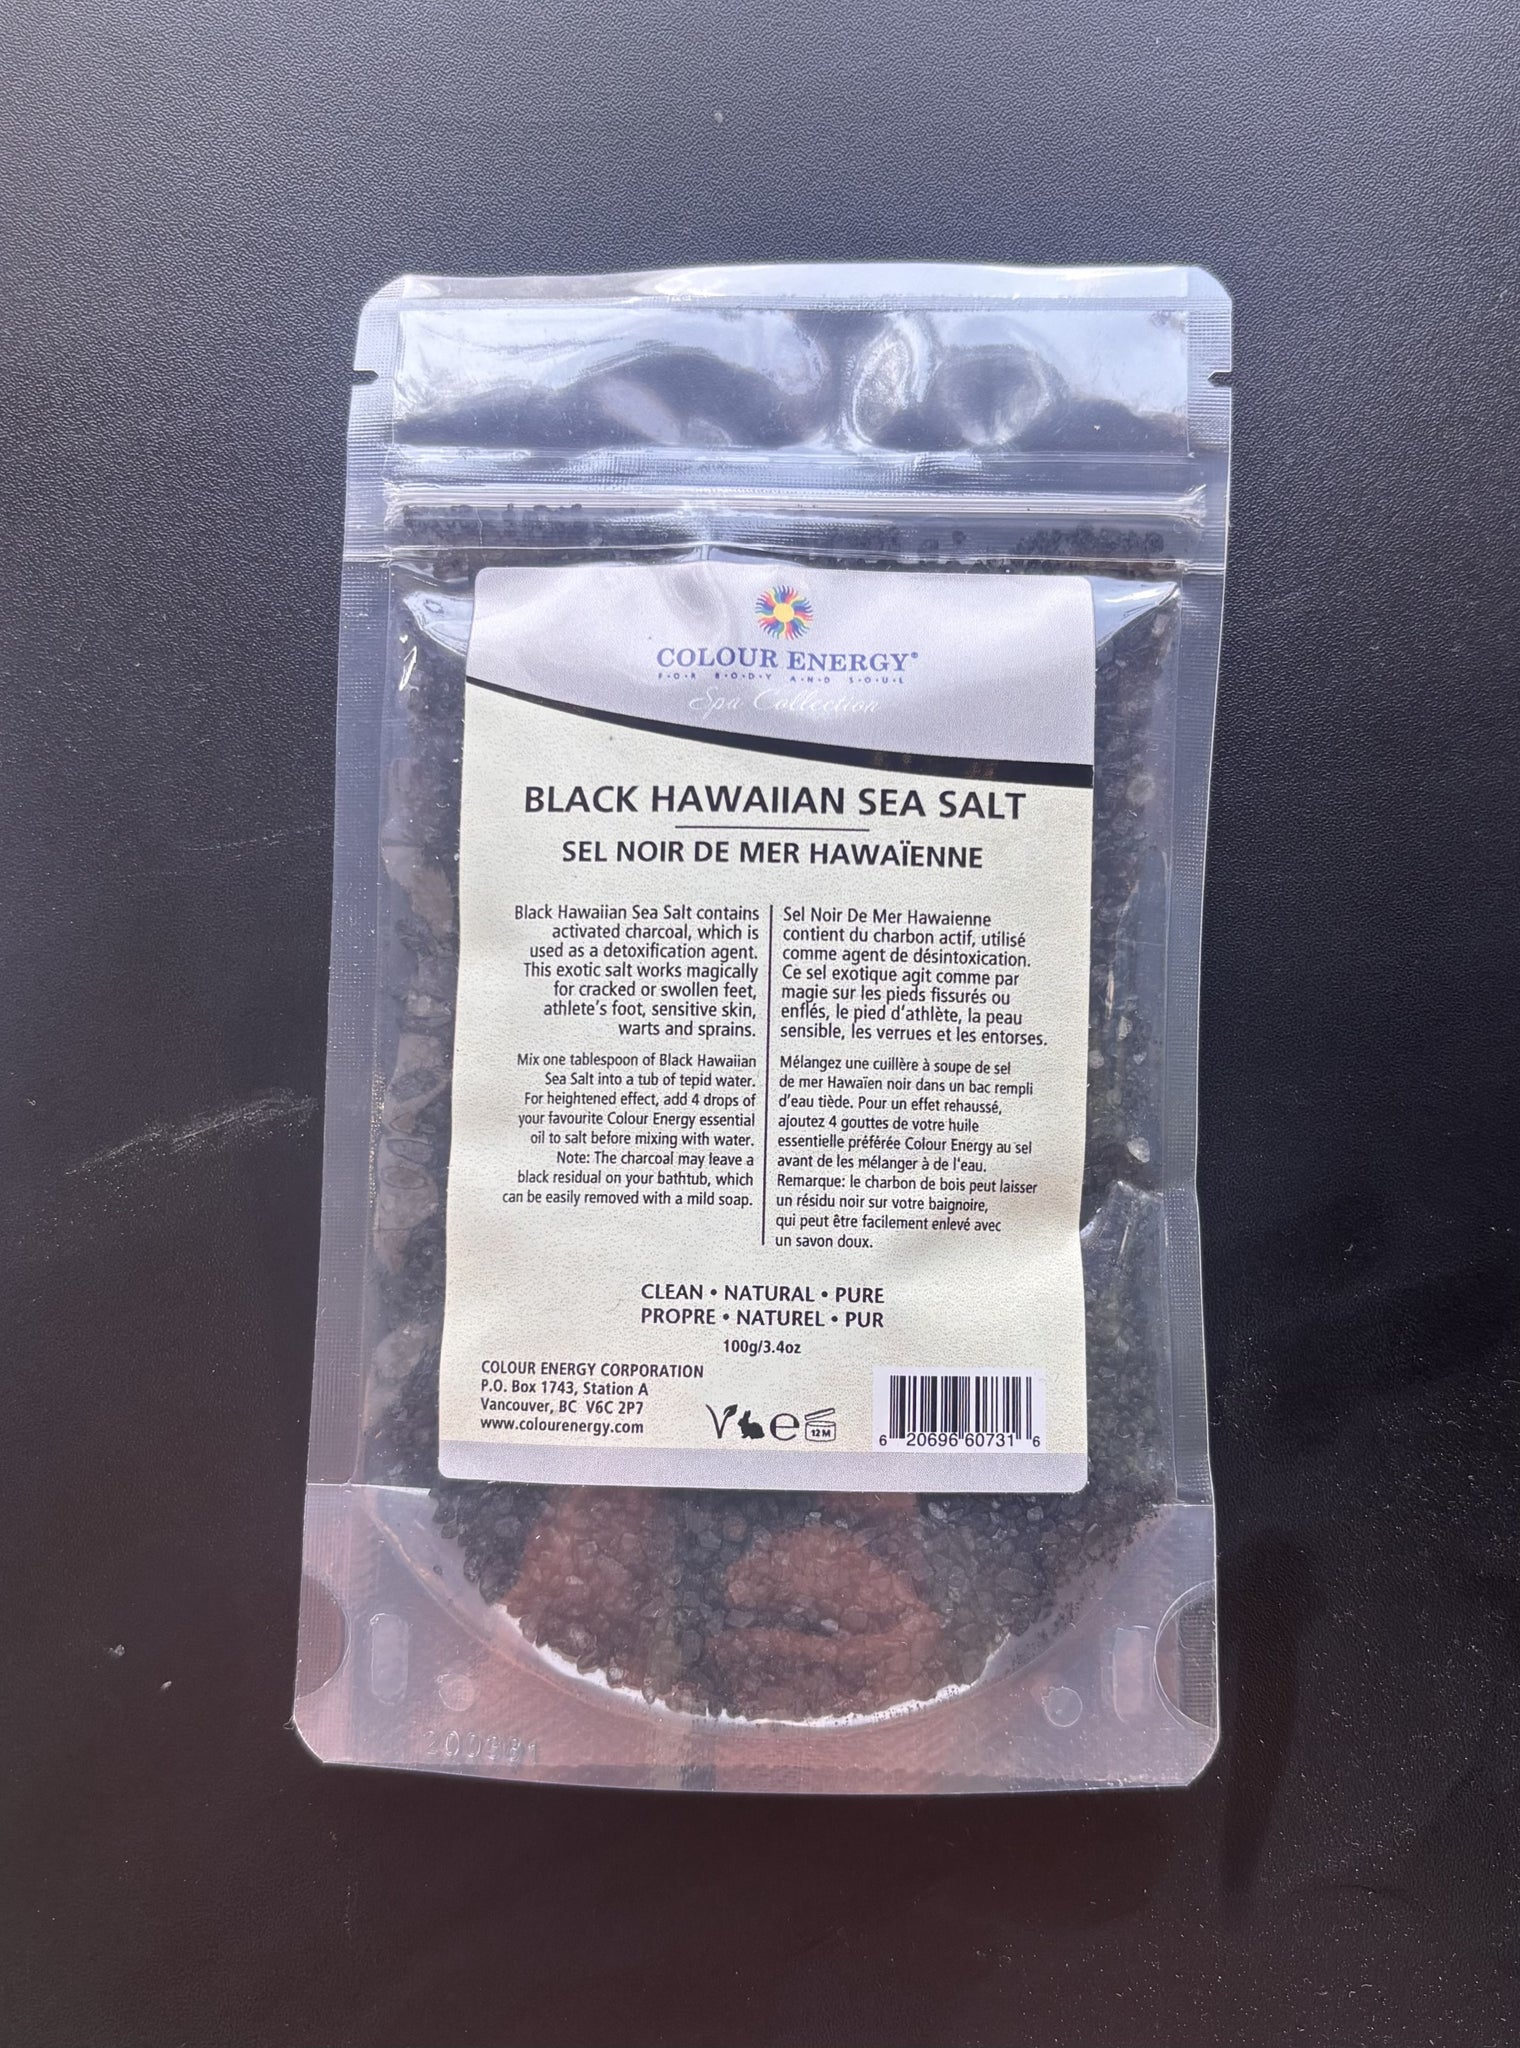 COLOUR ENERGY®
FOR BODY AND SOUL
Spa Collection
BLACK HAWAIIAN SEA SALT
SEL NOIR DE MER HAWAÏENNE
Black Hawaiian Sea Salt contains
activated charcoal, which is
used as a detoxification agent.
This exotic salt works magically
for cracked or swollen feet,
athlete's foot, sensitive skin,
warts and sprains.
Mix one tablespoon of Black Hawaiian
Sea Salt into a tub of tepid water.
For heightened effect, add 4 drops of
your favourite Colour Energy essential
oil to salt before mixing with water.
Note: The charcoal may leave a
black residual on your bathtub, which
can be easily removed with a mild soap.
Sel Noir De Mer Hawaienne
contient du charbon actif, utilisé
comme agent de désintoxication.
Ce sel exotique agit comme par
magie sur les pieds fissurés ou
enflés, le pied d'athlète, la peau
sensible, les verrues et les entorses.
Mélangez une cuillère à soupe de sel
de mer Hawaïen noir dans un bac rempli
d'eau tiède. Pour un effet rehaussé,
ajoutez 4 gouttes de votre huile
essentielle préférée Colour Energy au sel
avant de les mélanger à de l'eau.
Remarque: le charbon de bois peut laisser
un résidu noir sur votre baignoire,
qui peut être facilement enlevé avec
un savon doux.
CLEAN • NATURAL • PURE
PROPRE • NATUREL • PUR
100g/3.4oz
COLOUR ENERGY CORPORATION
P.O. Box 1743, Station A
Vancouver, BC V6C 2P7
www.colourenergy.com
12M
6 20696 60731 6